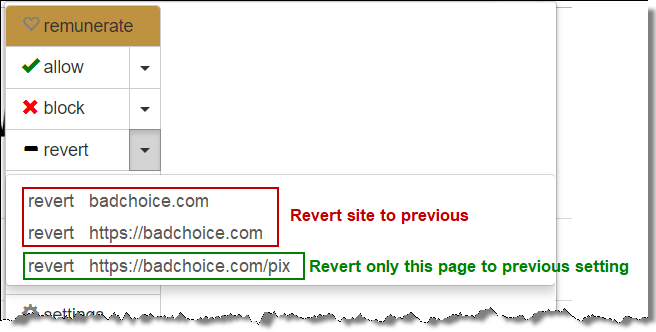 remunerate
allow
block
revert
revert badchoice.com
revert https://badchoice.com
Revert site to previous
revert https://badchoice.com/pix
Revert only this page to previous setting
settings